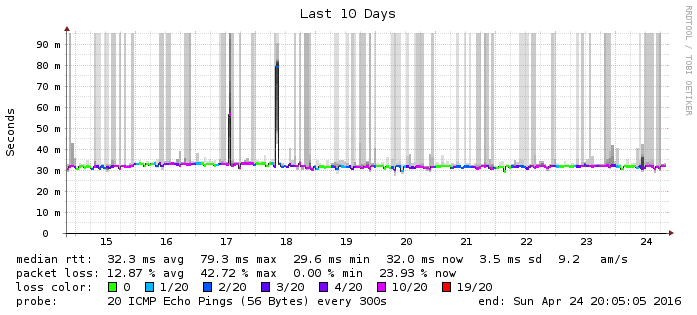 Last 10 Days
RRDTOOL / TOBI OETIKER
Seconds
90 m
80 m
70 m
60 m
50 m
40 m
30 m
20 m
10 m
0
15 16 17 18 19 20 21 22 23 24
median rtt: 32.3 ms avg 79.3 ms max 29.6 ms min 32.0 ms now 3.5 ms sd 9.2 am/s
packet loss: 12.87 % avg 42.72 % max 0.00 % min 23.93 % now
loss color: 0 1/20 2/20 3/20 4/20 10/20 19/20
probe: 20 ICMP Echo Pings (56 Bytes) every 300s end: Sun Apr 24 20:05:05 2016